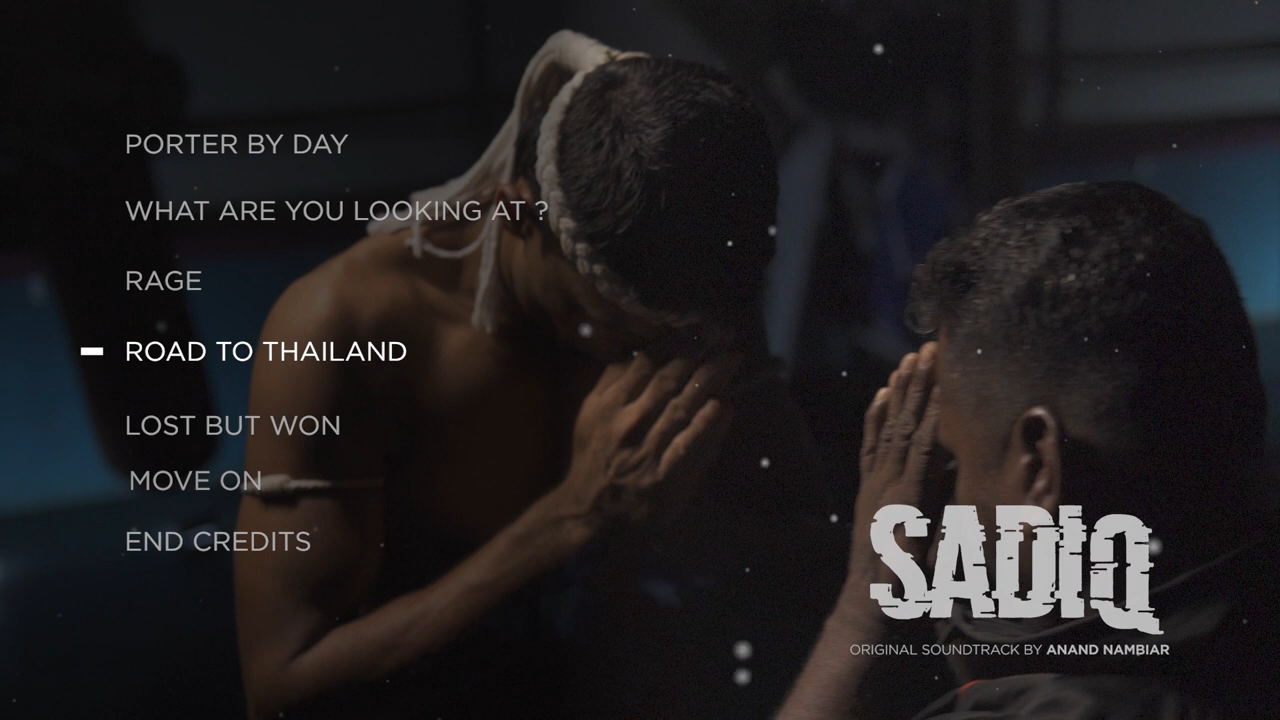 PORTER BY DAY
WHAT ARE YOU LOOKING AT ?
RAGE
ROAD TO THAILAND
LOST BUT WON
MOVE ON
END CREDITS
SADIQ
ORIGINAL SOUNDTRACK BY ANAND NAMBIAR